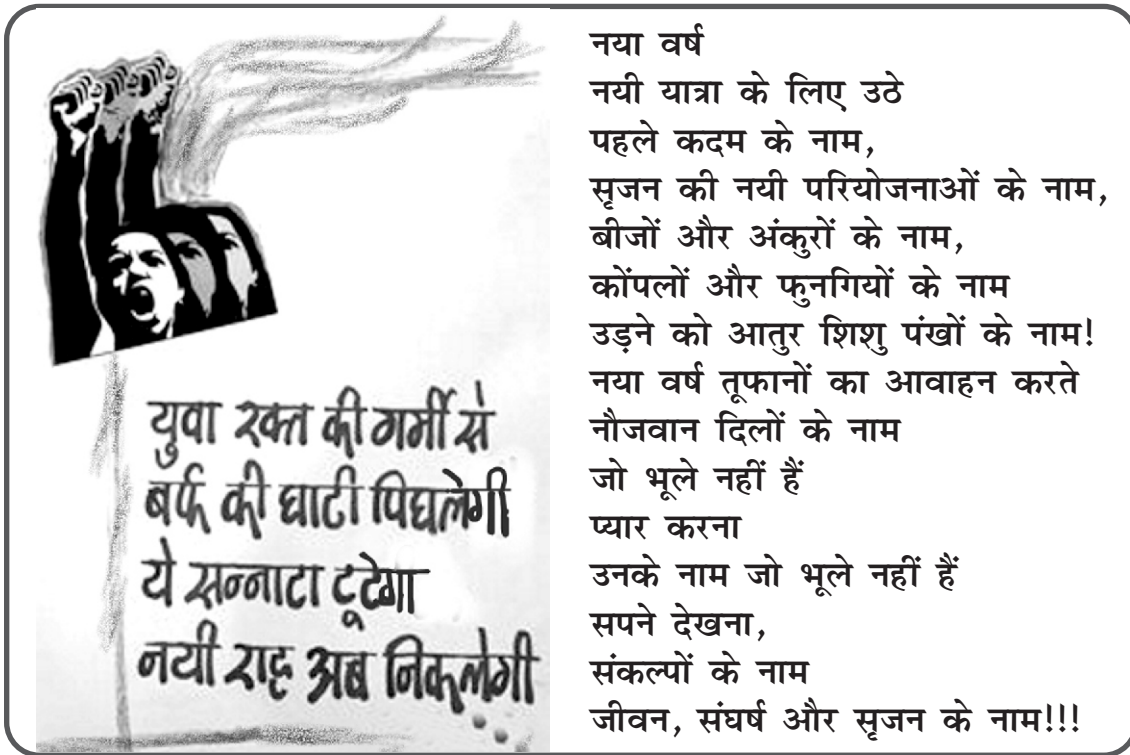 युवा रक्त की गर्मी से
बर्फ की घाटी पिघलेगी
ये सन्नाटा टूटेगा
नयी राह अब निकलेगी
नया वर्ष
नयी यात्रा के लिए उठे
पहले कदम के नाम,
सृजन की नयी परियोजनाओं के नाम,
बीजों और अंकुरों के नाम,
कोंपलों और फुनगियों के नाम
उड़ने को आतुर शिशु पंखों के नाम!
नया वर्ष तूफानों का आवाहन करते
नौजवान दिलों के नाम
जो भूले नहीं हैं
प्यार करना
उनके नाम जो भूले नहीं हैं
सपने देखना,
संकल्पों के नाम
जीवन, संघर्ष और सृजन के नाम!!!